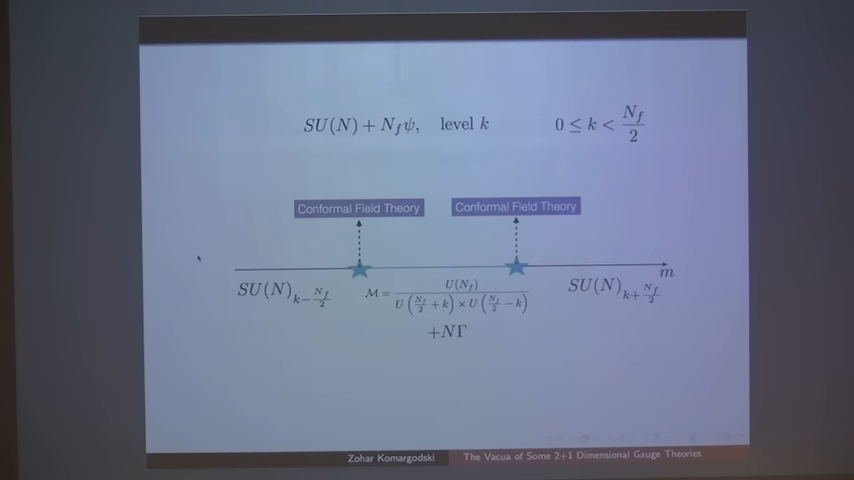 SU(N) + N_f ψ, level k 0 ≤ k < N_f/2
Conformal Field Theory Conformal Field Theory
m
SU(N)_{k−N_f/2} M = U(N_f) / (U(N_f/2 + k) × U(N_f/2 − k)) SU(N)_{k+N_f/2}
+NΓ
Zohar Komargodski The Vacua of Some 2+1 Dimensional Gauge Theories